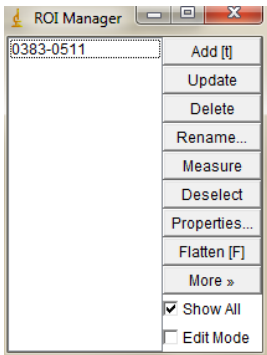 ROI Manager
0383-0511
Add [t]
Update
Delete
Rename...
Measure
Deselect
Properties...
Flatten [F]
More »
Show All
Edit Mode